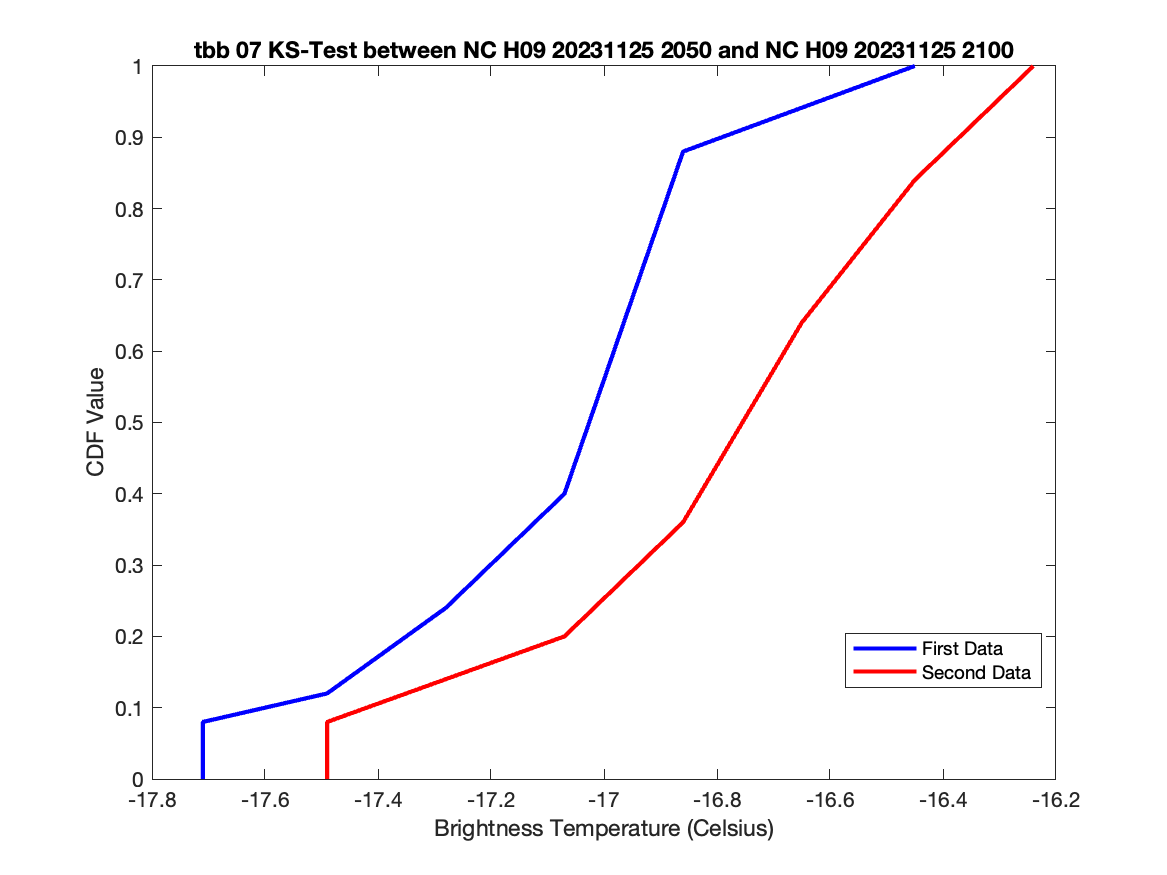 tbb 07 KS-Test between NC H09 20231125 2050 and NC H09 20231125 2100
1
0.9
0.8
0.7
0.6
0.5
0.4
0.3
0.2
0.1
0
CDF Value
First Data
Second Data
-17.8 -17.6 -17.4 -17.2 -17 -16.8 -16.6 -16.4 -16.2
Brightness Temperature (Celsius)